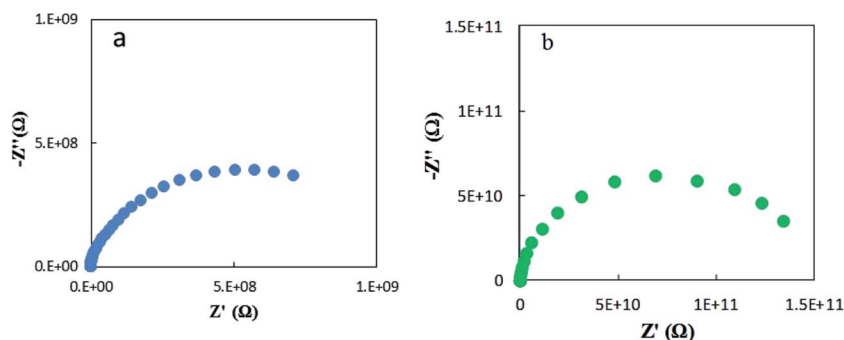 a
1.E+09
5.E+08
0.E+00
-Z''(Ω)
0.E+00
5.E+08
1.E+09
Z' (Ω)
b
1.5E+11
1E+11
5E+10
0
-Z'' (Ω)
0
5E+10
1E+11
1.5E+11
Z' (Ω)